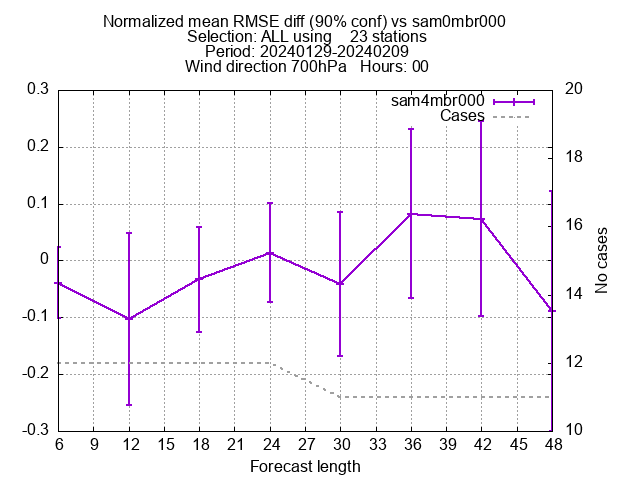 Normalized mean RMSE diff (90% conf) vs sam0mbr000
Selection: ALL using    23 stations
Period: 20240129-20240209
Wind direction 700hPa   Hours: 00
sam4mbr000
Cases
0.3
0.2
0.1
0
-0.1
-0.2
-0.3
20
18
16
14
12
10
No cases
6 9 12 15 18 21 24 27 30 33 36 39 42 45 48
Forecast length